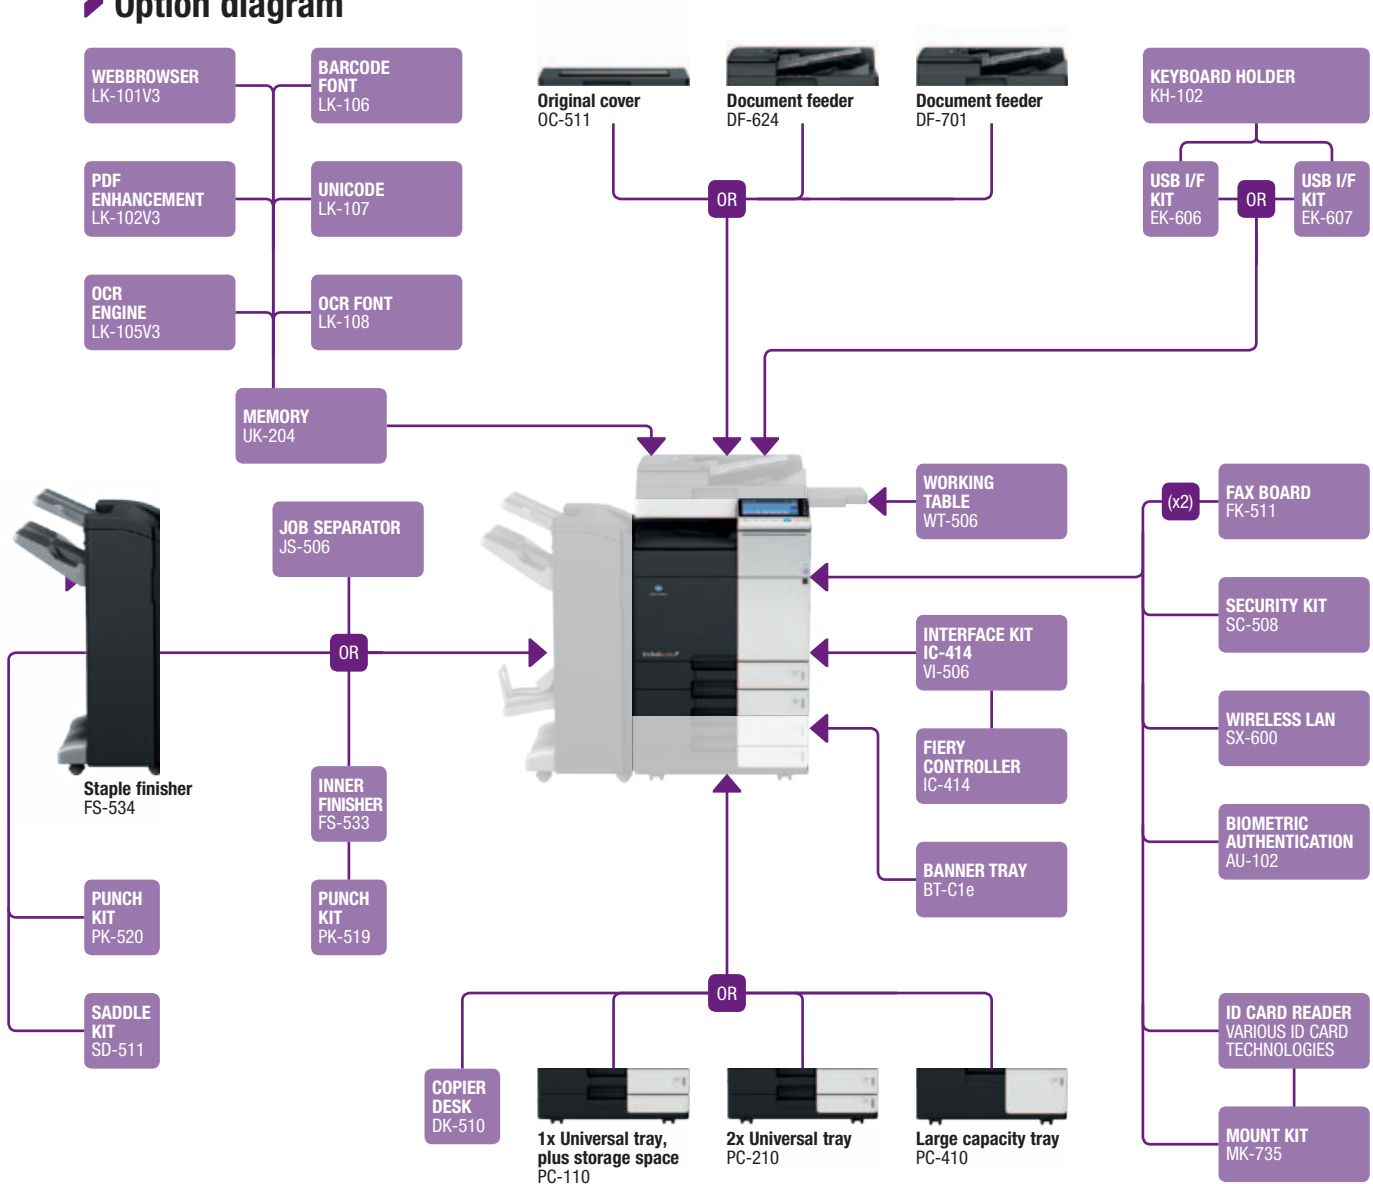 Option diagram
WEBBROWSER
LK-101V3
BARCODE
FONT
LK-106
PDF
ENHANCEMENT
LK-102V3
UNICODE
LK-107
OCR
ENGINE
LK-105V3
OCR FONT
LK-108
MEMORY
UK-204
Original cover
OC-511
Document feeder
DF-624
Document feeder
DF-701
OR
KEYBOARD HOLDER
KH-102
USB I/F
KIT
EK-606
OR
USB I/F
KIT
EK-607
JOB SEPARATOR
JS-506
OR
Staple finisher
FS-534
INNER
FINISHER
FS-533
PUNCH
KIT
PK-520
PUNCH
KIT
PK-519
SADDLE
KIT
SD-511
WORKING
TABLE
WT-506
INTERFACE KIT
IC-414
VI-506
FIERY
CONTROLLER
IC-414
BANNER TRAY
BT-C1e
(x2)
FAX BOARD
FK-511
SECURITY KIT
SC-508
WIRELESS LAN
SX-600
BIOMETRIC
AUTHENTICATION
AU-102
ID CARD READER
VARIOUS ID CARD
TECHNOLOGIES
MOUNT KIT
MK-735
OR
COPIER
DESK
DK-510
1x Universal tray,
plus storage space
PC-110
2x Universal tray
PC-210
Large capacity tray
PC-410